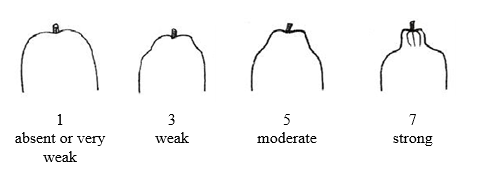 1
absent or very
weak
3
weak
5
moderate
7
strong